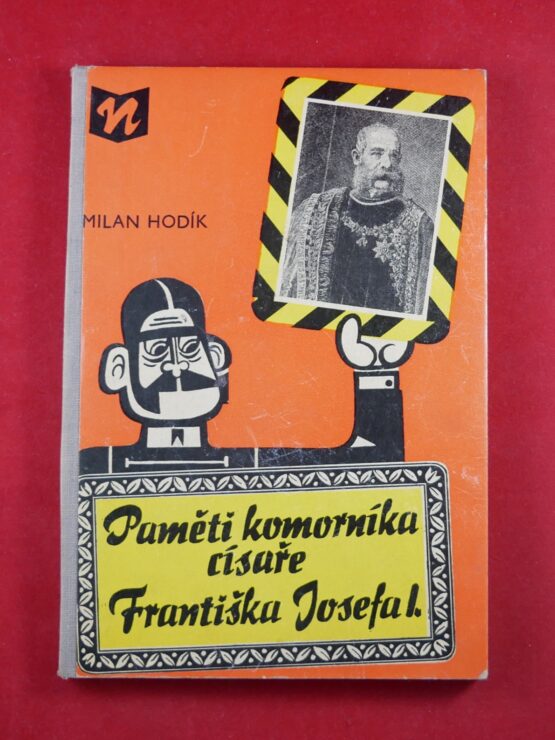 n
MILAN HODÍK
Paměti komorníka
císaře
Františka Josefa I.